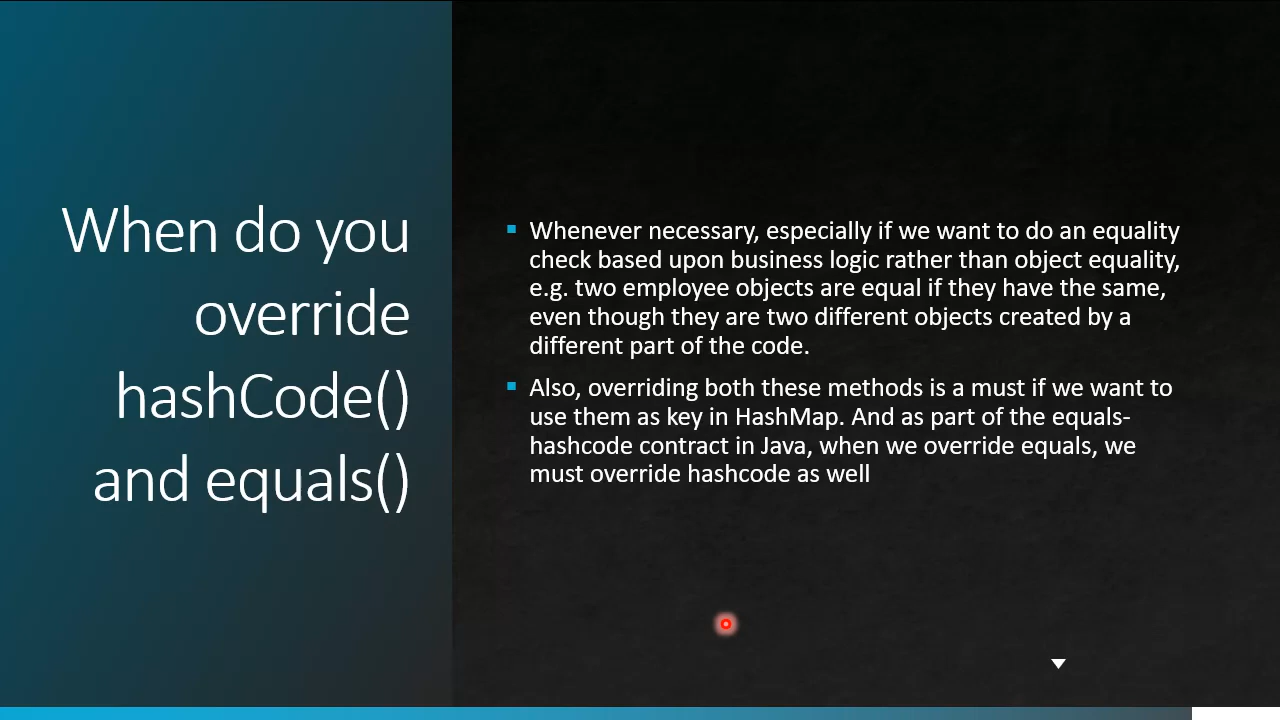 When do you
override
hashCode()
and equals()
Whenever necessary, especially if we want to do an equality
check based upon business logic rather than object equality,
e.g. two employee objects are equal if they have the same,
even though they are two different objects created by a
different part of the code.
Also, overriding both these methods is a must if we want to
use them as key in HashMap. And as part of the equals-
hashcode contract in Java, when we override equals, we
must override hashcode as well